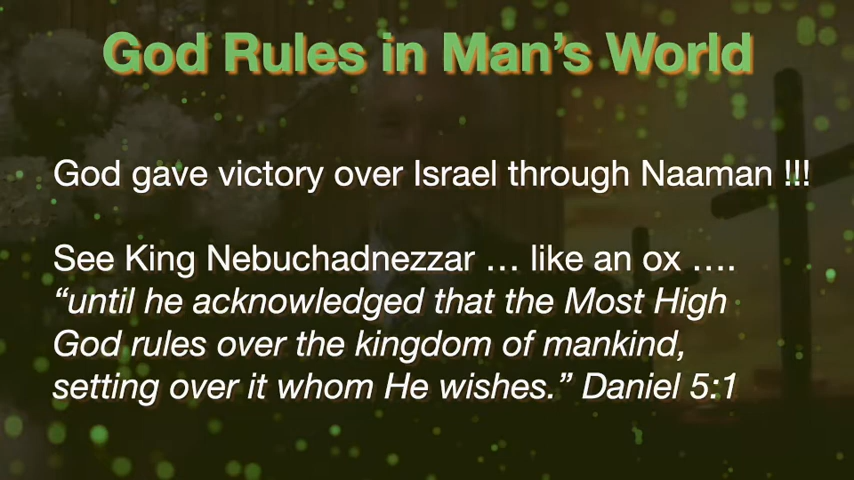 God Rules in Man's World
God gave victory over Israel through Naaman !!!
See King Nebuchadnezzar … like an ox ….
“until he acknowledged that the Most High
God rules over the kingdom of mankind,
setting over it whom He wishes.” Daniel 5:1